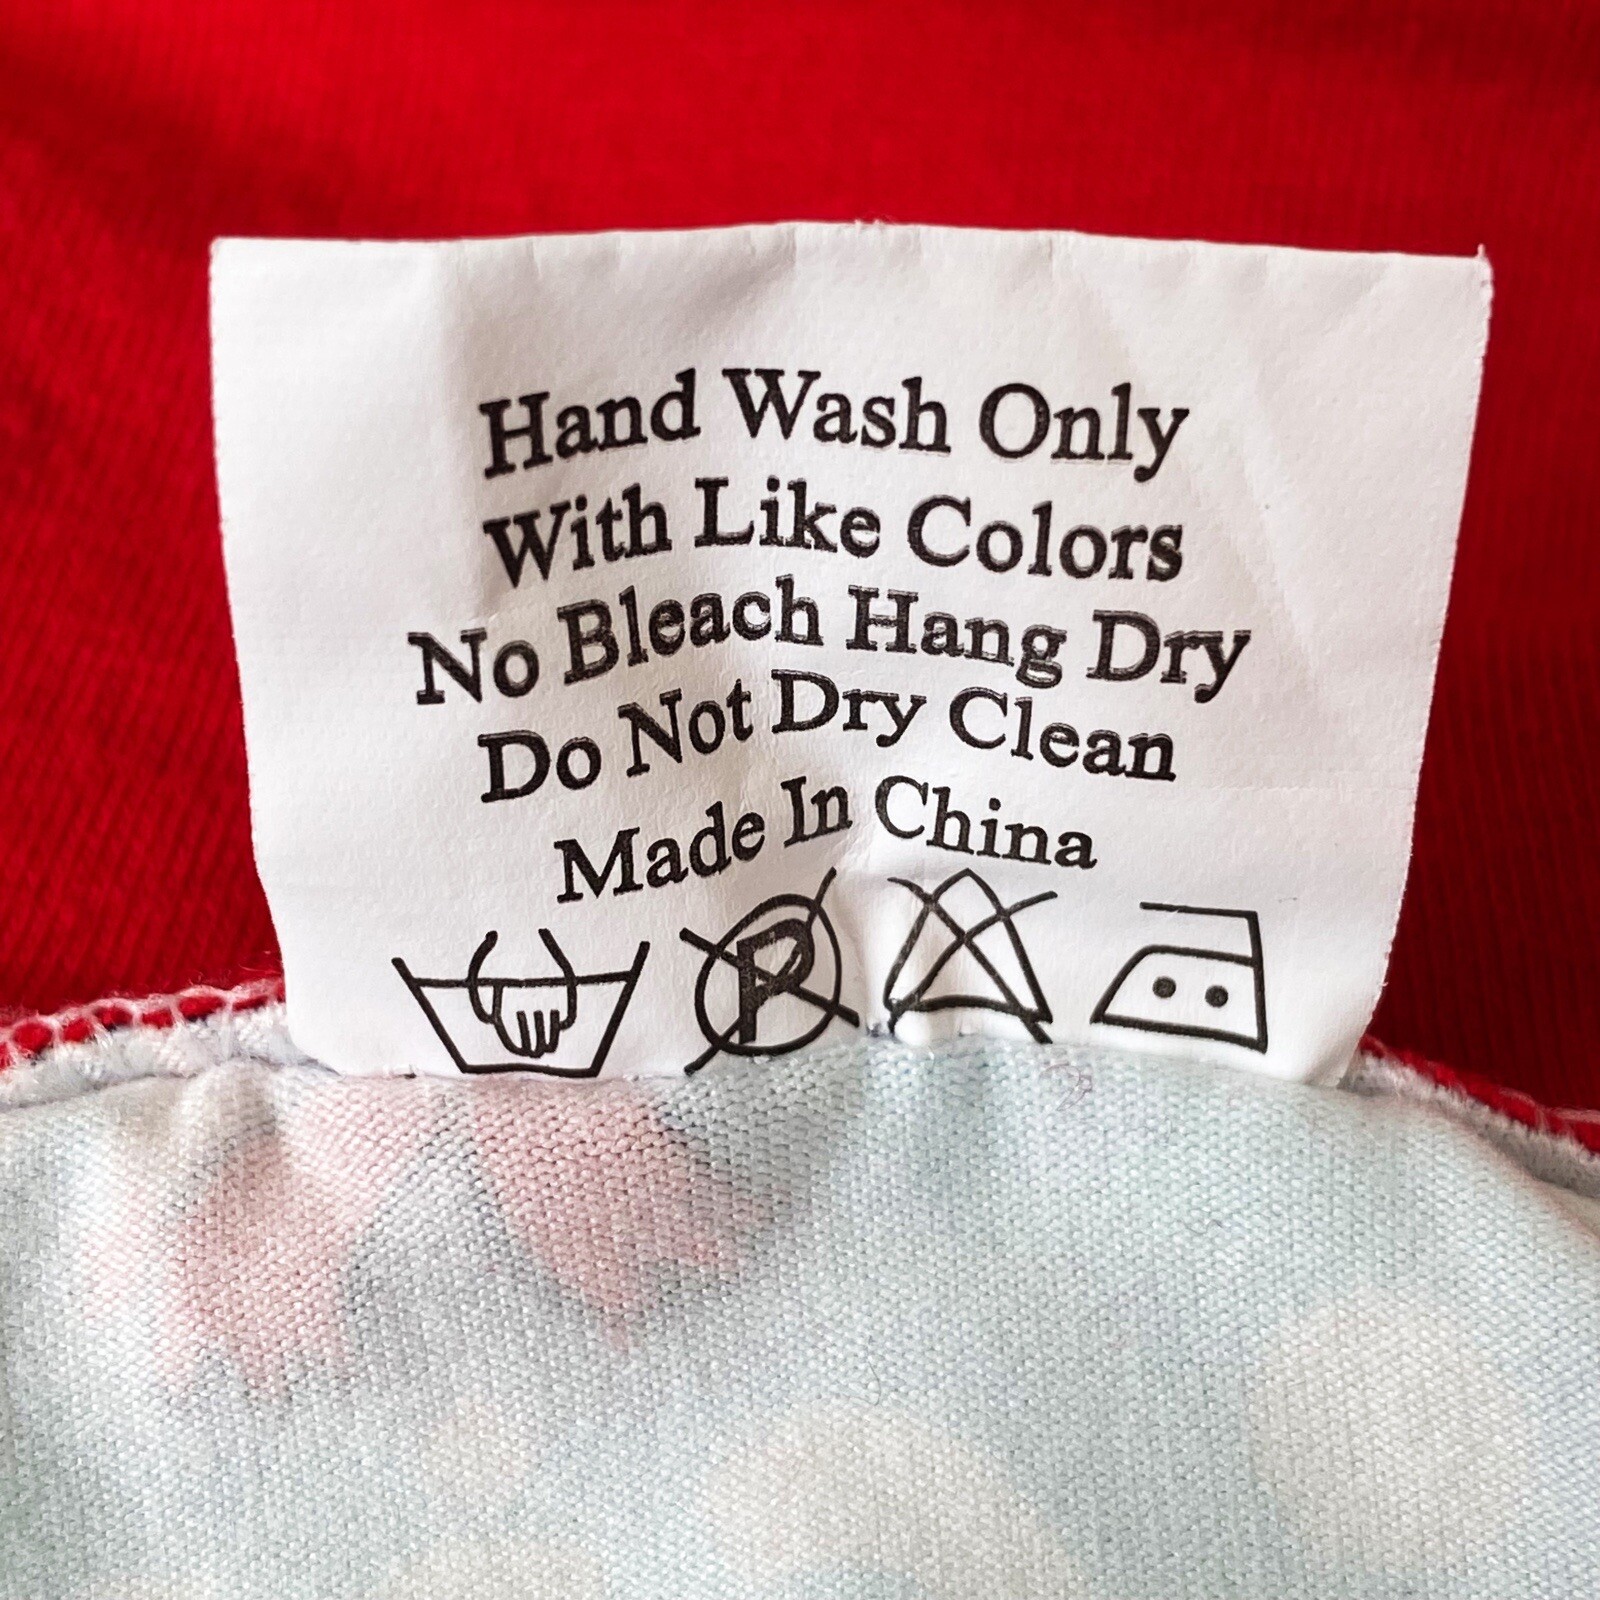 Hand Wash Only
With Like Colors
No Bleach Hang Dry
Do Not Dry Clean
Made In China
P